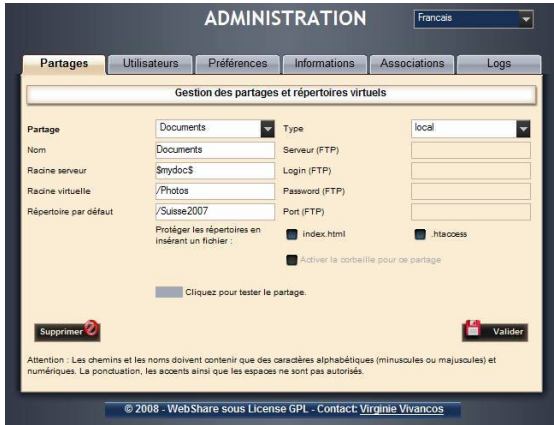 ADMINISTRATION
Francais
Partages Utilisateurs Préférences Informations Associations Logs
Gestion des partages et répertoires virtuels
Partage Documents Type local
Nom Documents Serveur (FTP)
Racine serveur $mydoc$ Login (FTP)
Racine virtuelle /Photos Password (FTP)
Répertoire par défaut /Suisse2007 Port (FTP)
Protéger les répertoires en
insérant un fichier : index.html .htaccess
Activer la corbeille pour ce partage
Cliquez pour tester le partage.
Supprimer Valider
Attention : Les chemins et les noms doivent contenir que des caractères alphabétiques (minuscules ou majuscules) et
numériques. La ponctuation, les accents ainsi que les espaces ne sont pas autorisés.
© 2008 - WebShare sous License GPL - Contact: Virginie Vivancos